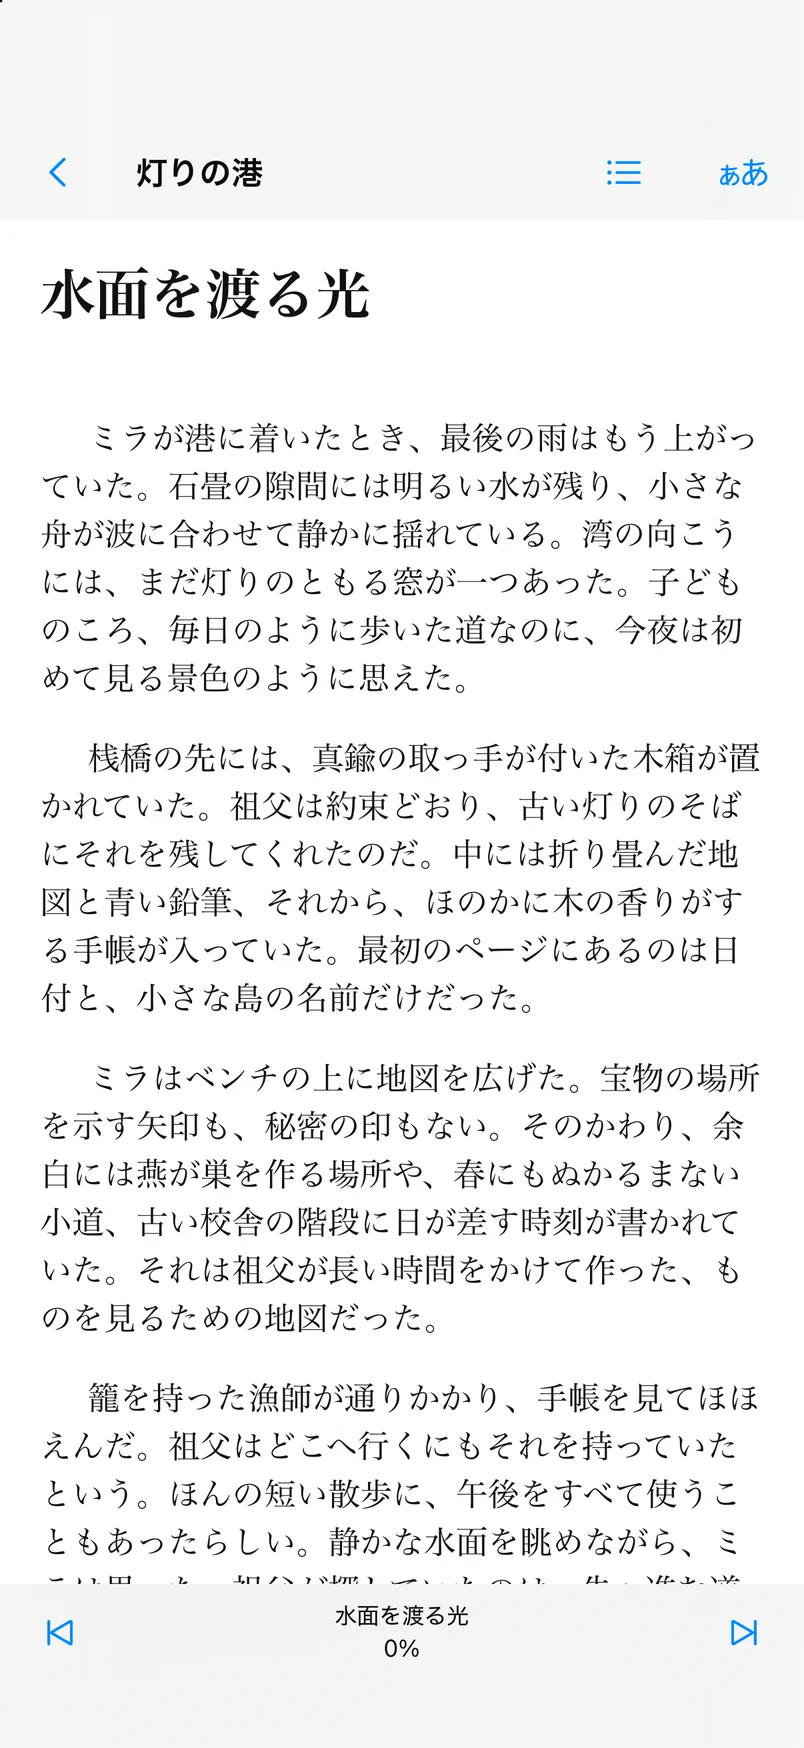 灯りの港
ぁあ
水面を渡る光
ミラが港に着いたとき、最後の雨はもう上がっ
ていた。石畳の隙間には明るい水が残り、小さな
舟が波に合わせて静かに揺れている。湾の向こう
には、まだ灯りのともる窓が一つあった。子ども
のころ、毎日のように歩いた道なのに、今夜は初
めて見る景色のように思えた。
桟橋の先には、真鍮の取っ手が付いた木箱が置
かれていた。祖父は約束どおり、古い灯りのそば
にそれを残してくれたのだ。中には折り畳んだ地
図と青い鉛筆、それから、ほのかに木の香りがす
る手帳が入っていた。最初のページにあるのは日
付と、小さな島の名前だけだった。
ミラはベンチの上に地図を広げた。宝物の場所
を示す矢印も、秘密の印もない。そのかわり、余
白には燕が巣を作る場所や、春にもぬかるまない
小道、古い校舎の階段に日が差す時刻が書かれて
いた。それは祖父が長い時間をかけて作った、も
のを見るための地図だった。
籠を持った漁師が通りかかり、手帳を見てほほ
えんだ。祖父はどこへ行くにもそれを持っていた
という。ほんの短い散歩に、午後をすべて使うこ
ともあったらしい。静かな水面を眺めながら、ミ
水面を渡る光
0%